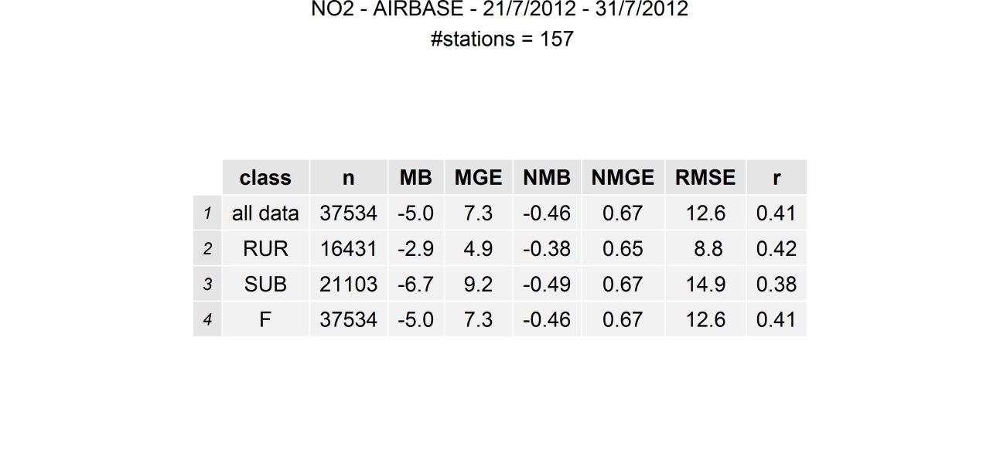 NO2 - AIRBASE - 21/7/2012 - 31/7/2012
#stations = 157
class n MB MGE NMB NMGE RMSE r
1 all data 37534 -5.0 7.3 -0.46 0.67 12.6 0.41
2 RUR 16431 -2.9 4.9 -0.38 0.65 8.8 0.42
3 SUB 21103 -6.7 9.2 -0.49 0.67 14.9 0.38
4 F 37534 -5.0 7.3 -0.46 0.67 12.6 0.41